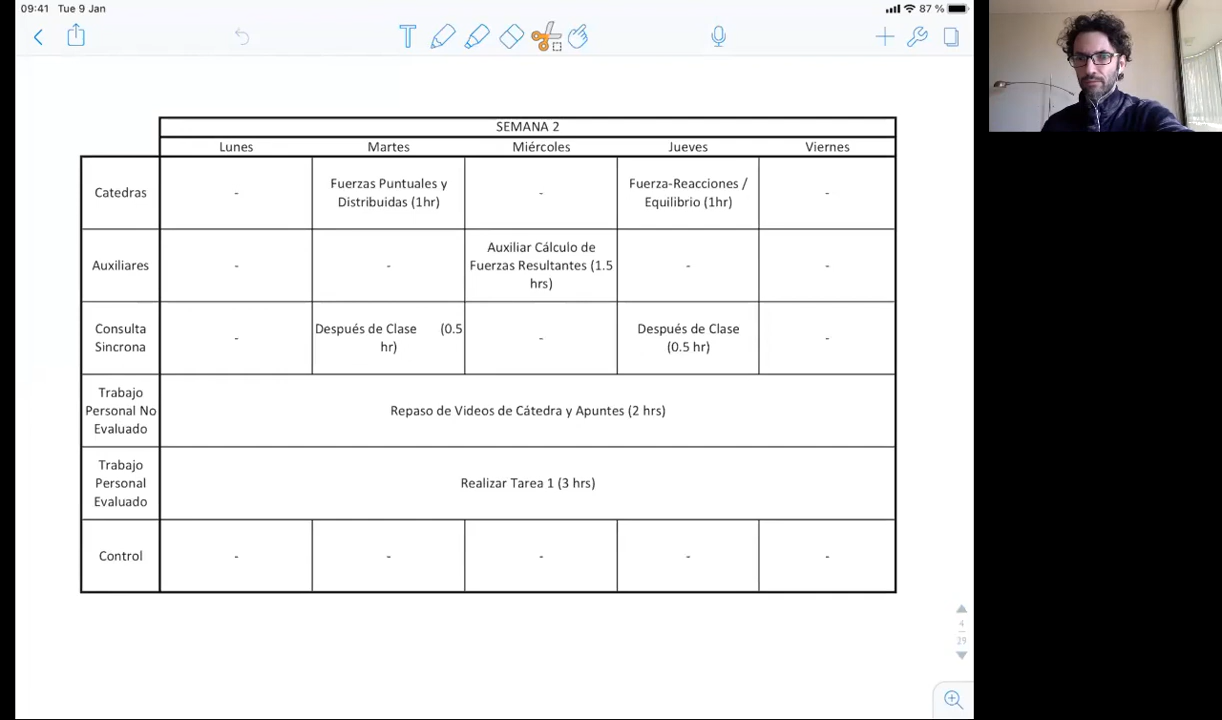 09:41 Tue 9 Jan
87 %
T
SEMANA 2
Lunes
Martes
Miércoles
Jueves
Viernes
Catedras
-
Fuerzas Puntuales y
Distribuidas (1hr)
-
Fuerza-Reacciones /
Equilibrio (1hr)
-
Auxiliares
-
-
Auxiliar Cálculo de
Fuerzas Resultantes (1.5
hrs)
-
-
Consulta
Sincrona
-
Después de Clase (0.5
hr)
-
Después de Clase
(0.5 hr)
-
Trabajo
Personal No
Evaluado
Repaso de Videos de Cátedra y Apuntes (2 hrs)
Trabajo
Personal
Evaluado
Realizar Tarea 1 (3 hrs)
Control
-
-
-
-
-
4
29